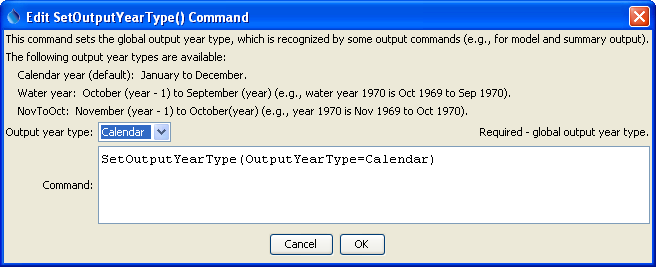 Edit SetOutputYearType() Command
This command sets the global output year type, which is recognized by some output commands (e.g., for model and summary output).
The following output year types are available:
Calendar year (default):  January to December.
Water year:  October (year - 1) to September (year) (e.g., water year 1970 is Oct 1969 to Sep 1970).
NovToOct:  November (year - 1) to October(year) (e.g., year 1970 is Nov 1969 to Oct 1970).
Output year type: Calendar Required - global output year type.
SetOutputYearType(OutputYearType=Calendar)
Command:
Cancel OK